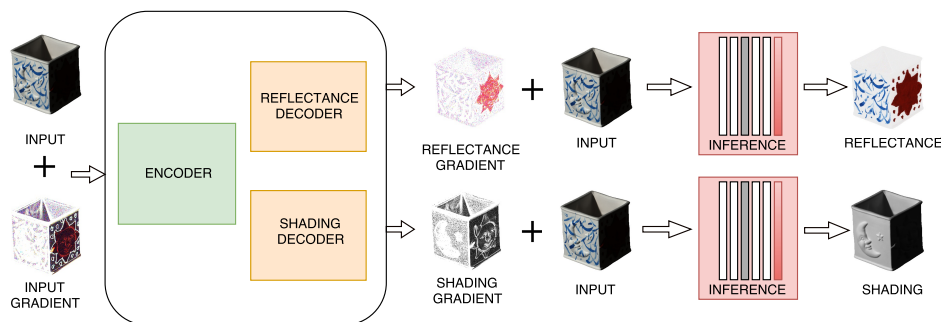 INPUT
+
INPUT
GRADIENT
ENCODER
REFLECTANCE
DECODER
SHADING
DECODER
REFLECTANCE
GRADIENT
+
INPUT
INFERENCE
REFLECTANCE
SHADING
GRADIENT
+
INPUT
INFERENCE
SHADING